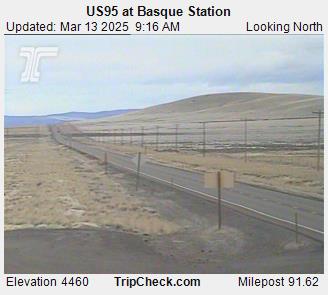 US95 at Basque Station
Updated: Mar 13 2025 9:16 AM Looking North
Elevation 4460 TripCheck.com Milepost 91.62